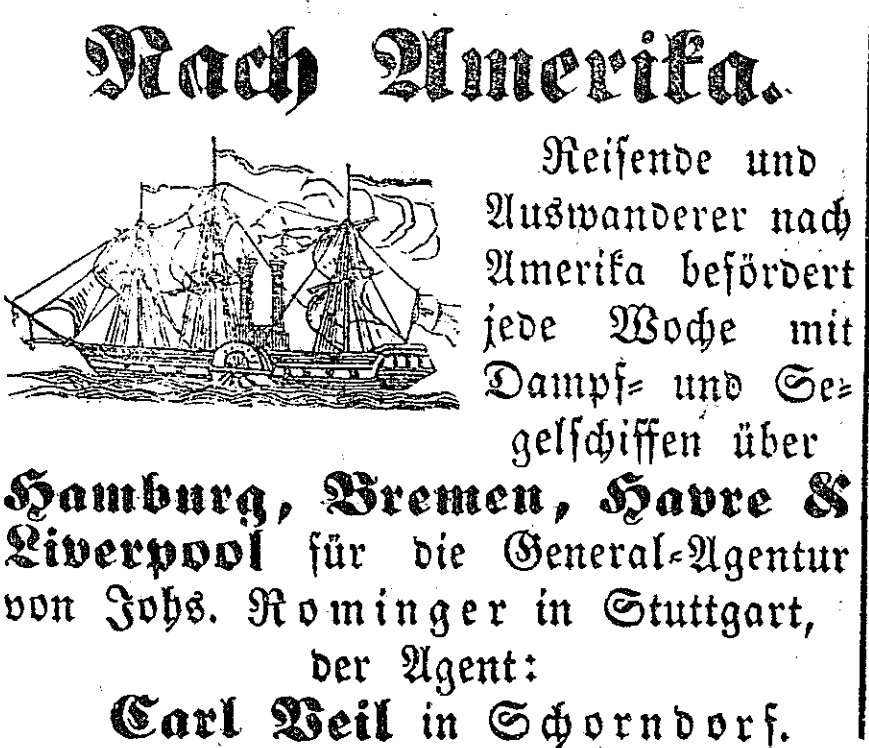 Nach Amerika.
Reisende und
Auswanderer nach
Amerika befördert
jede Woche mit
Dampf- und Se-
gelschiffen über
Hamburg, Bremen, Havre &
Liverpool für die General-Agentur
von Johs. Rominger in Stuttgart,
der Agent:
Carl Veil in Schorndorf.